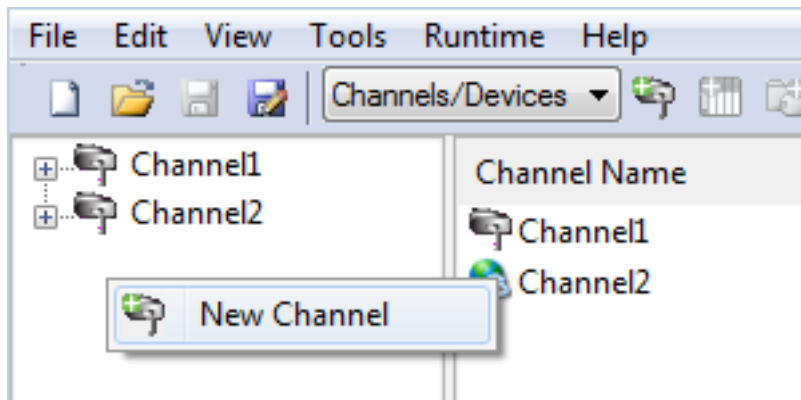 File Edit View Tools Runtime Help
Channels/Devices
Channel1
Channel2
Channel Name
Channel1
Channel2
New Channel